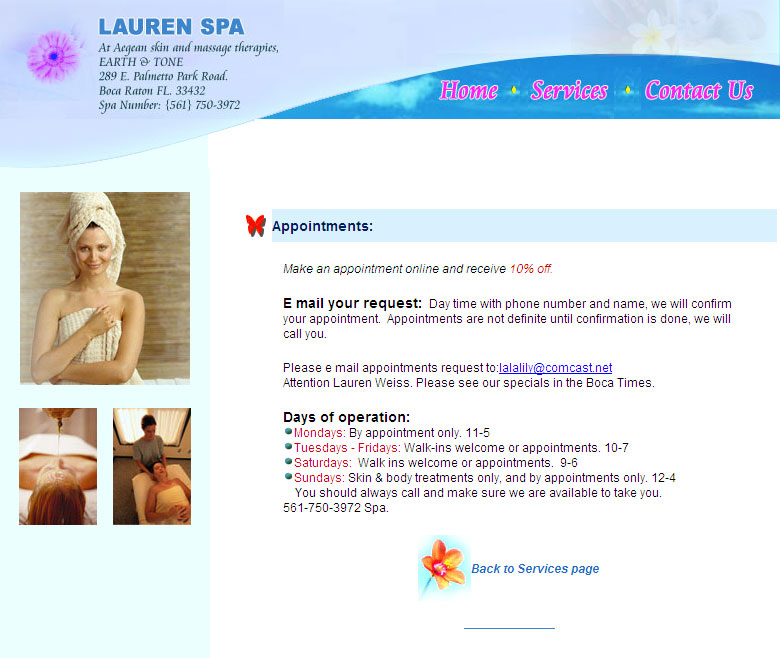 LAUREN SPA
At Aegean skin and massage therapies,
EARTH & TONE
289 E. Palmetto Park Road.
Boca Raton FL. 33432
Spa Number: {561} 750-3972
Home Services Contact Us
Appointments:
Make an appointment online and receive 10% off.
E mail your request: Day time with phone number and name, we will confirm
your appointment. Appointments are not definite until confirmation is done, we will
call you.
Please e mail appointments request to:lalalily@comcast.net
Attention Lauren Weiss. Please see our specials in the Boca Times.
Days of operation:
Mondays: By appointment only. 11-5
Tuesdays - Fridays: Walk-ins welcome or appointments. 10-7
Saturdays: Walk ins welcome or appointments. 9-6
Sundays: Skin & body treatments only, and by appointments only. 12-4
You should always call and make sure we are available to take you.
561-750-3972 Spa.
Back to Services page